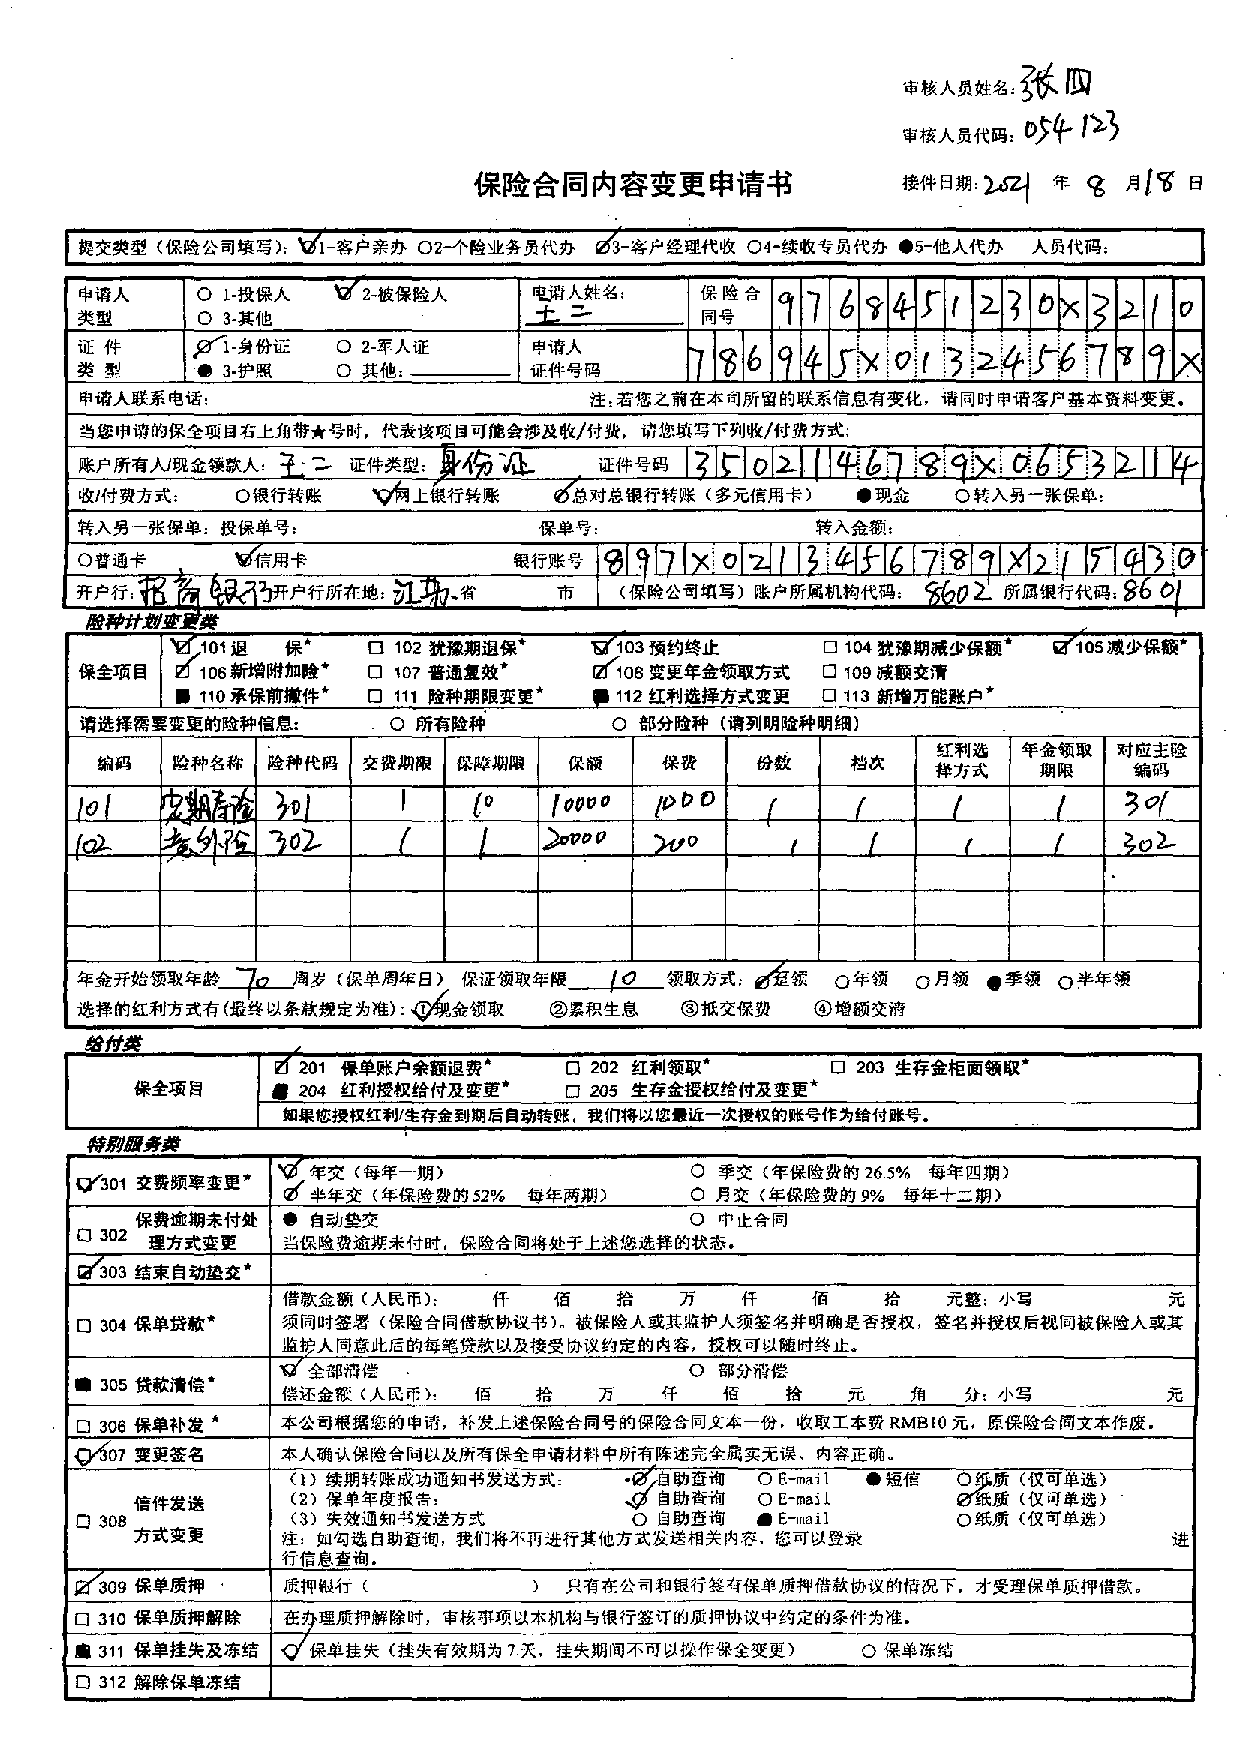 审核人员姓名:张四
审核人员代码:054123
保险合同内容变更申请书
接件日期:2021 年 8 月18日
提交类型(保险公司填写): 1-客户亲办 2-个险业务员代办 3-客户经理代收 4-续收专员代办 5-他人代办 人员代码:
申请人类型 1-投保人 2-被保险人 3-其他 申请人姓名: 王二 保险合同号 9768451230X3210
证件类型 1-身份证 2-军人证 3-护照 其他: 申请人证件号码 786945X0132456789X
申请人联系电话: 注:若您之前在本司所留的联系信息有变化,请同时申请客户基本资料变更。
当您申请的保全项目右上角带★号时,代表该项目可能会涉及收/付费,请您填写下列收/付费方式:
账户所有人/现金领款人: 王二 证件类型: 身份证 证件号码 35021146789X0653214
收/付费方式: 银行转账 网上银行转账 总对总银行转账(多元信用卡) 现金 转入另一张保单:
转入另一张保单:投保单号: 保单号: 转入金额:
普通卡 信用卡 银行账号 897X0213456789X215430
开户行: 招商银行 开户行所在地: 江苏 省 市 (保险公司填写)账户所属机构代码: 8602 所属银行代码: 8601
险种计划变更类
保全项目
101 退 保* 102 犹豫期退保* 103 预约终止 104 犹豫期减少保额* 105 减少保额*
106 新增附加险* 107 普通复效* 108 变更年金领取方式 109 减额交清
110 承保前撤件* 111 险种期限变更* 112 红利选择方式变更 113 新增万能账户*
请选择需要变更的险种信息: 所有险种 部分险种(请列明险种明细)
编码 险种名称 险种代码 交费期限 保障期限 保额 保费 份数 档次 红利选择方式 年金领取期限 对应主险编码
101 定期寿险 301 1 10 10000 1000 1 1 1 1 301
102 意外险 302 1 1 20000 200 1 1 1 1 302
年金开始领取年龄 70 周岁(保单周年日) 保证领取年限 10 领取方式: 趸领 年领 月领 季领 半年领
选择的红利方式有(最终以条款规定为准): ①现金领取 ②累积生息 ③抵交保费 ④增额交清
给付类
保全项目
201 保单账户余额退费* 202 红利领取* 203 生存金柜面领取*
204 红利授权给付及变更* 205 生存金授权给付及变更*
如果您授权红利/生存金到期后自动转账,我们将以您最近一次授权的账号作为给付账号。
特别服务类
301 交费频率变更* 年交(每年一期) 季交(年保险费的26.5% 每年四期)
半年交(年保险费的52% 每年两期) 月交(年保险费的9% 每年十二期)
302 保费逾期未付处理方式变更 自动垫交 中止合同
当保险费逾期未付时,保险合同将处于上述您选择的状态。
303 结束自动垫交*
304 保单贷款* 借款金额(人民币): 仟 佰 拾 万 仟 佰 拾 元整:小写 元
须同时签署《保险合同借款协议书》。被保险人或其监护人须签名并明确是否授权,签名并授权后视同被保险人或其
监护人同意此后的每笔贷款以及接受协议约定的内容,授权可以随时终止。
305 贷款清偿* 全部清偿 部分清偿
偿还金额(人民币): 佰 拾 万 仟 佰 拾 元 角 分:小写 元
306 保单补发* 本公司根据您的申请,补发上述保险合同号的保险合同文本一份,收取工本费RMB10元,原保险合同文本作废。
307 变更签名 本人确认保险合同以及所有保全申请材料中所有陈述完全属实无误、内容正确。
308 信件发送方式变更
(1)续期转账成功通知书发送方式: 自助查询 E-mail 短信 纸质(仅可单选)
(2)保单年度报告: 自助查询 E-mail 纸质(仅可单选)
(3)失效通知书发送方式 自助查询 E-mail 纸质(仅可单选)
注:如勾选自助查询,我们将不再进行其他方式发送相关内容,您可以登录 进
行信息查询。
309 保单质押 质押银行( ) 只有在公司和银行签有保单质押借款协议的情况下,才受理保单质押借款。
310 保单质押解除 在办理质押解除时,审核事项以本机构与银行签订的质押协议中约定的条件为准。
311 保单挂失及冻结 保单挂失(挂失有效期为7天,挂失期间不可以操作保全变更) 保单冻结
312 解除保单冻结